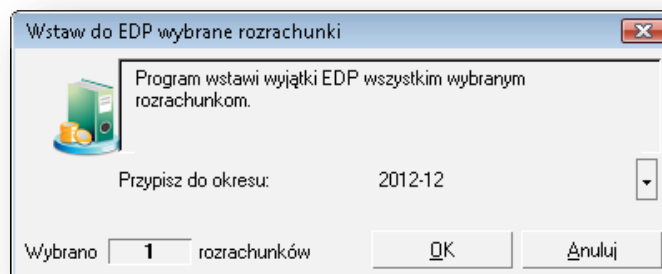 Wstaw do EDP wybrane rozrachunki
Program wstawi wyjątki EDP wszystkim wybranym
rozrachunkom.
Przypisz do okresu: 2012-12
Wybrano 1 rozrachunków OK Anuluj